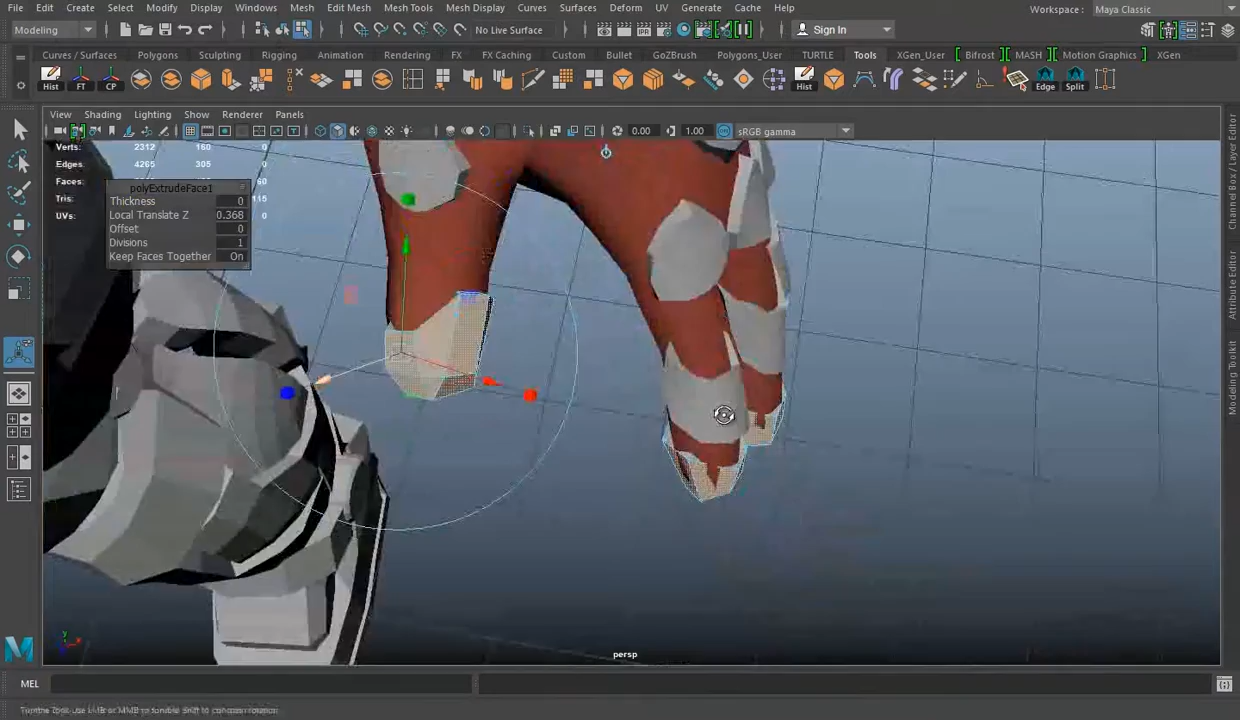 File Edit Create Select Modify Display Windows Mesh Edit Mesh Mesh Tools Mesh Display Curves Surfaces Deform UV Generate Cache Help
Workspace : Maya Classic
Modeling
No Live Surface
Sign In
Curves / Surfaces Polygons Sculpting Rigging Animation Rendering FX FX Caching Custom Bullet GoZBrush Polygons_User TURTLE Tools XGen_User Bifrost MASH Motion Graphics XGen
Hist FT CP Hist Edge Split
View Shading Lighting Show Renderer Panels
0.00 1.00 sRGB gamma
Verts: 2312 160 0
Edges: 4265 305 0
Faces: 60
Tris: 115
UVs: 0
polyExtrudeFace1
Thickness 0
Local Translate Z 0.368
Offset 0
Divisions 1
Keep Faces Together On
Channel Box / Layer Editor
Attribute Editor
Modeling Toolkit
y
x
persp
MEL